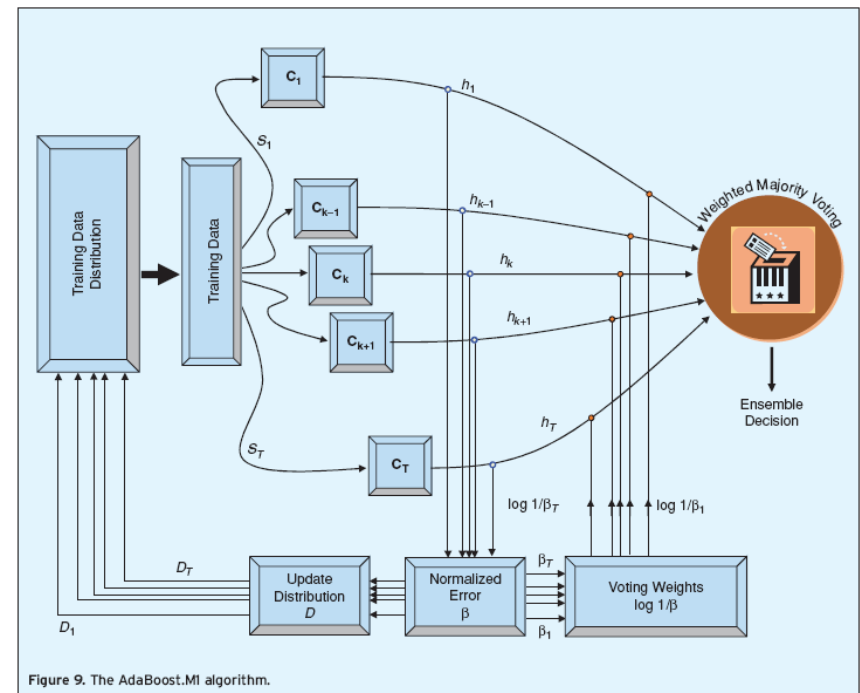 C1
h1
S1
Weighted Majority Voting
Training Data
Distribution
Training Data
Ck–1
hk–1
Ck
hk
Ck+1
hk+1
Ensemble
Decision
hT
ST
CT
log 1/βT
log 1/β1
DT
Update
Distribution
D
Normalized
Error
β
βT
β1
Voting Weights
log 1/β
D1
Figure 9. The AdaBoost.M1 algorithm.